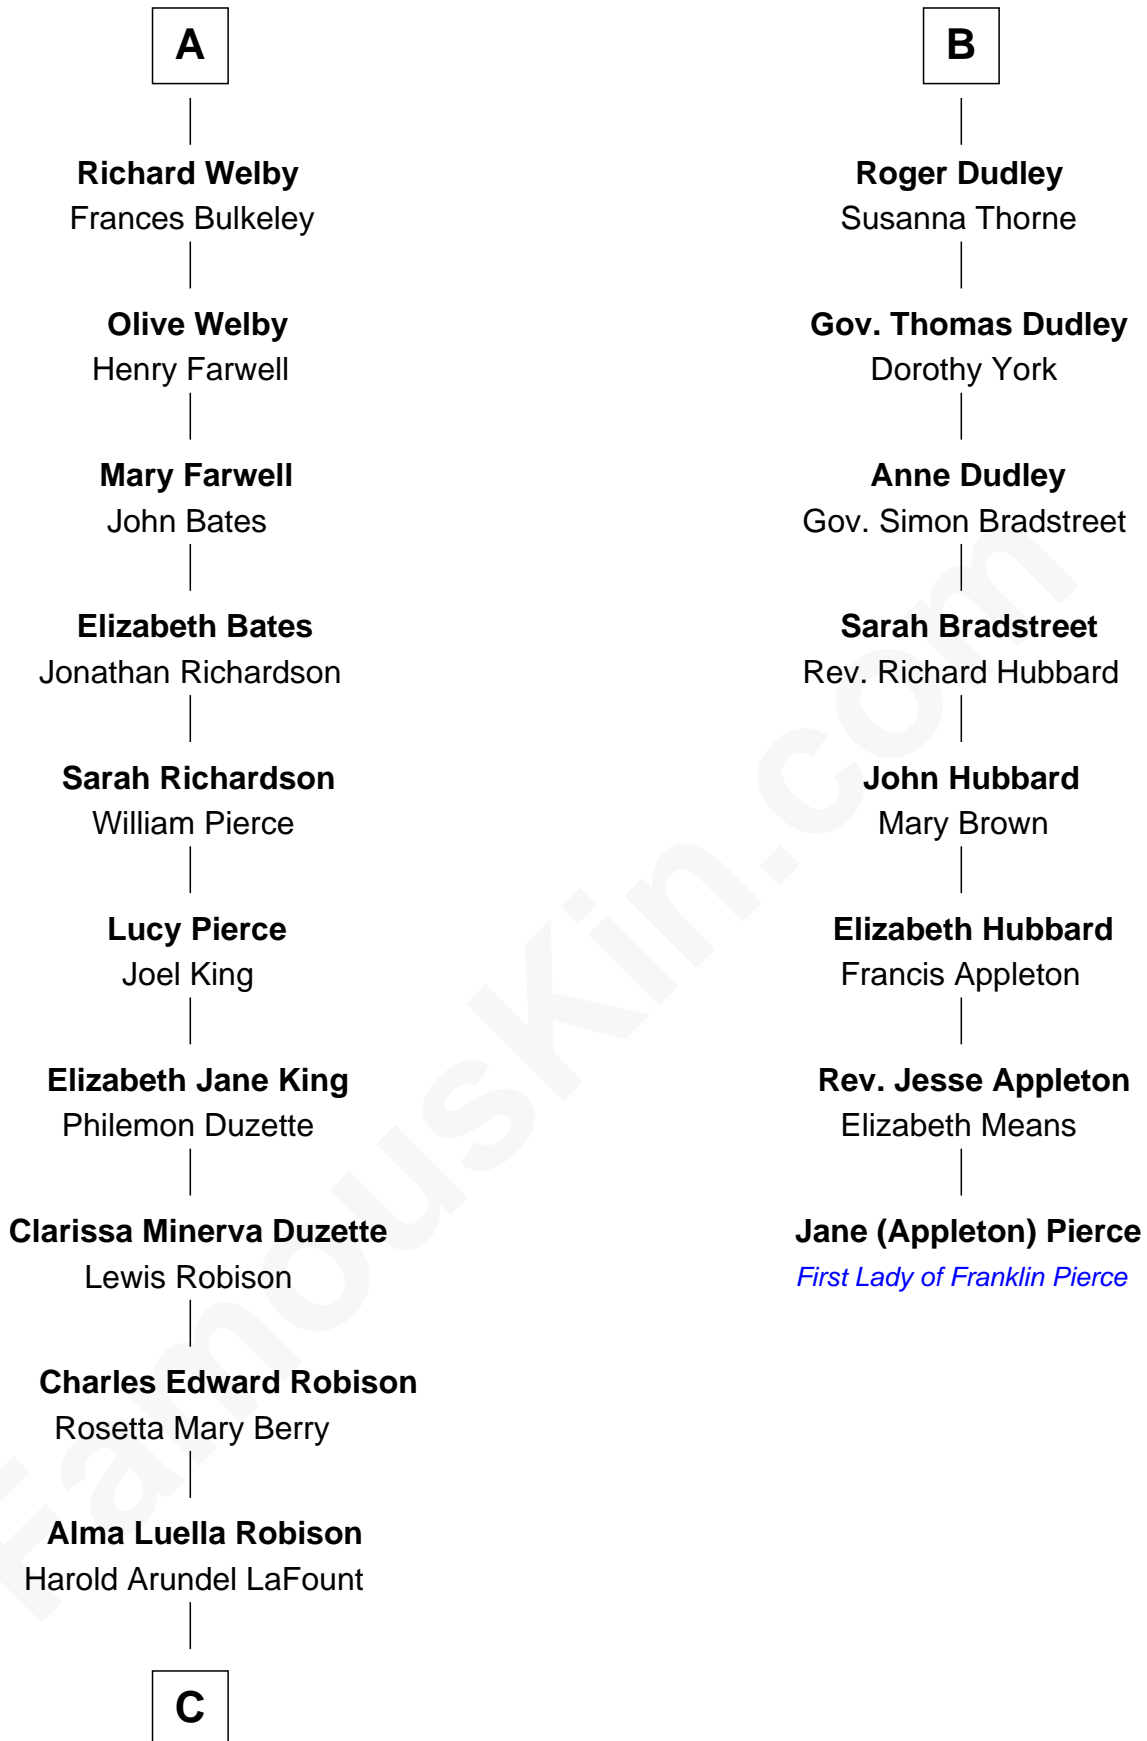 A
Richard Welby
Frances Bulkeley
Olive Welby
Henry Farwell
Mary Farwell
John Bates
Elizabeth Bates
Jonathan Richardson
Sarah Richardson
William Pierce
Lucy Pierce
Joel King
Elizabeth Jane King
Philemon Duzette
Clarissa Minerva Duzette
Lewis Robison
Charles Edward Robison
Rosetta Mary Berry
Alma Luella Robison
Harold Arundel LaFount
C
B
Roger Dudley
Susanna Thorne
Gov. Thomas Dudley
Dorothy York
Anne Dudley
Gov. Simon Bradstreet
Sarah Bradstreet
Rev. Richard Hubbard
John Hubbard
Mary Brown
Elizabeth Hubbard
Francis Appleton
Rev. Jesse Appleton
Elizabeth Means
Jane (Appleton) Pierce
First Lady of Franklin Pierce
FamousKin.com